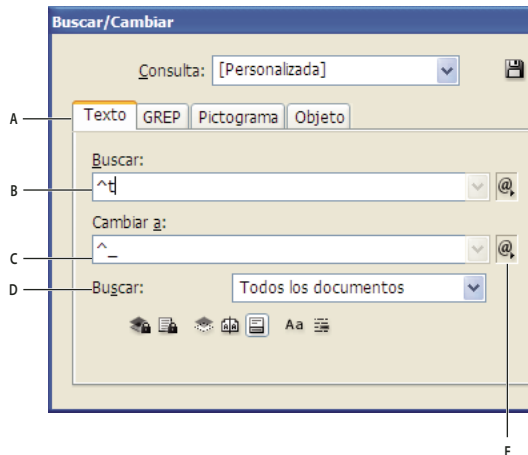 Buscar/Cambiar
Consulta: [Personalizada]
A
Texto GREP Pictograma Objeto
Buscar:
B ^t @
Cambiar a:
C ^_ @
D Buscar: Todos los documentos
Aa
E